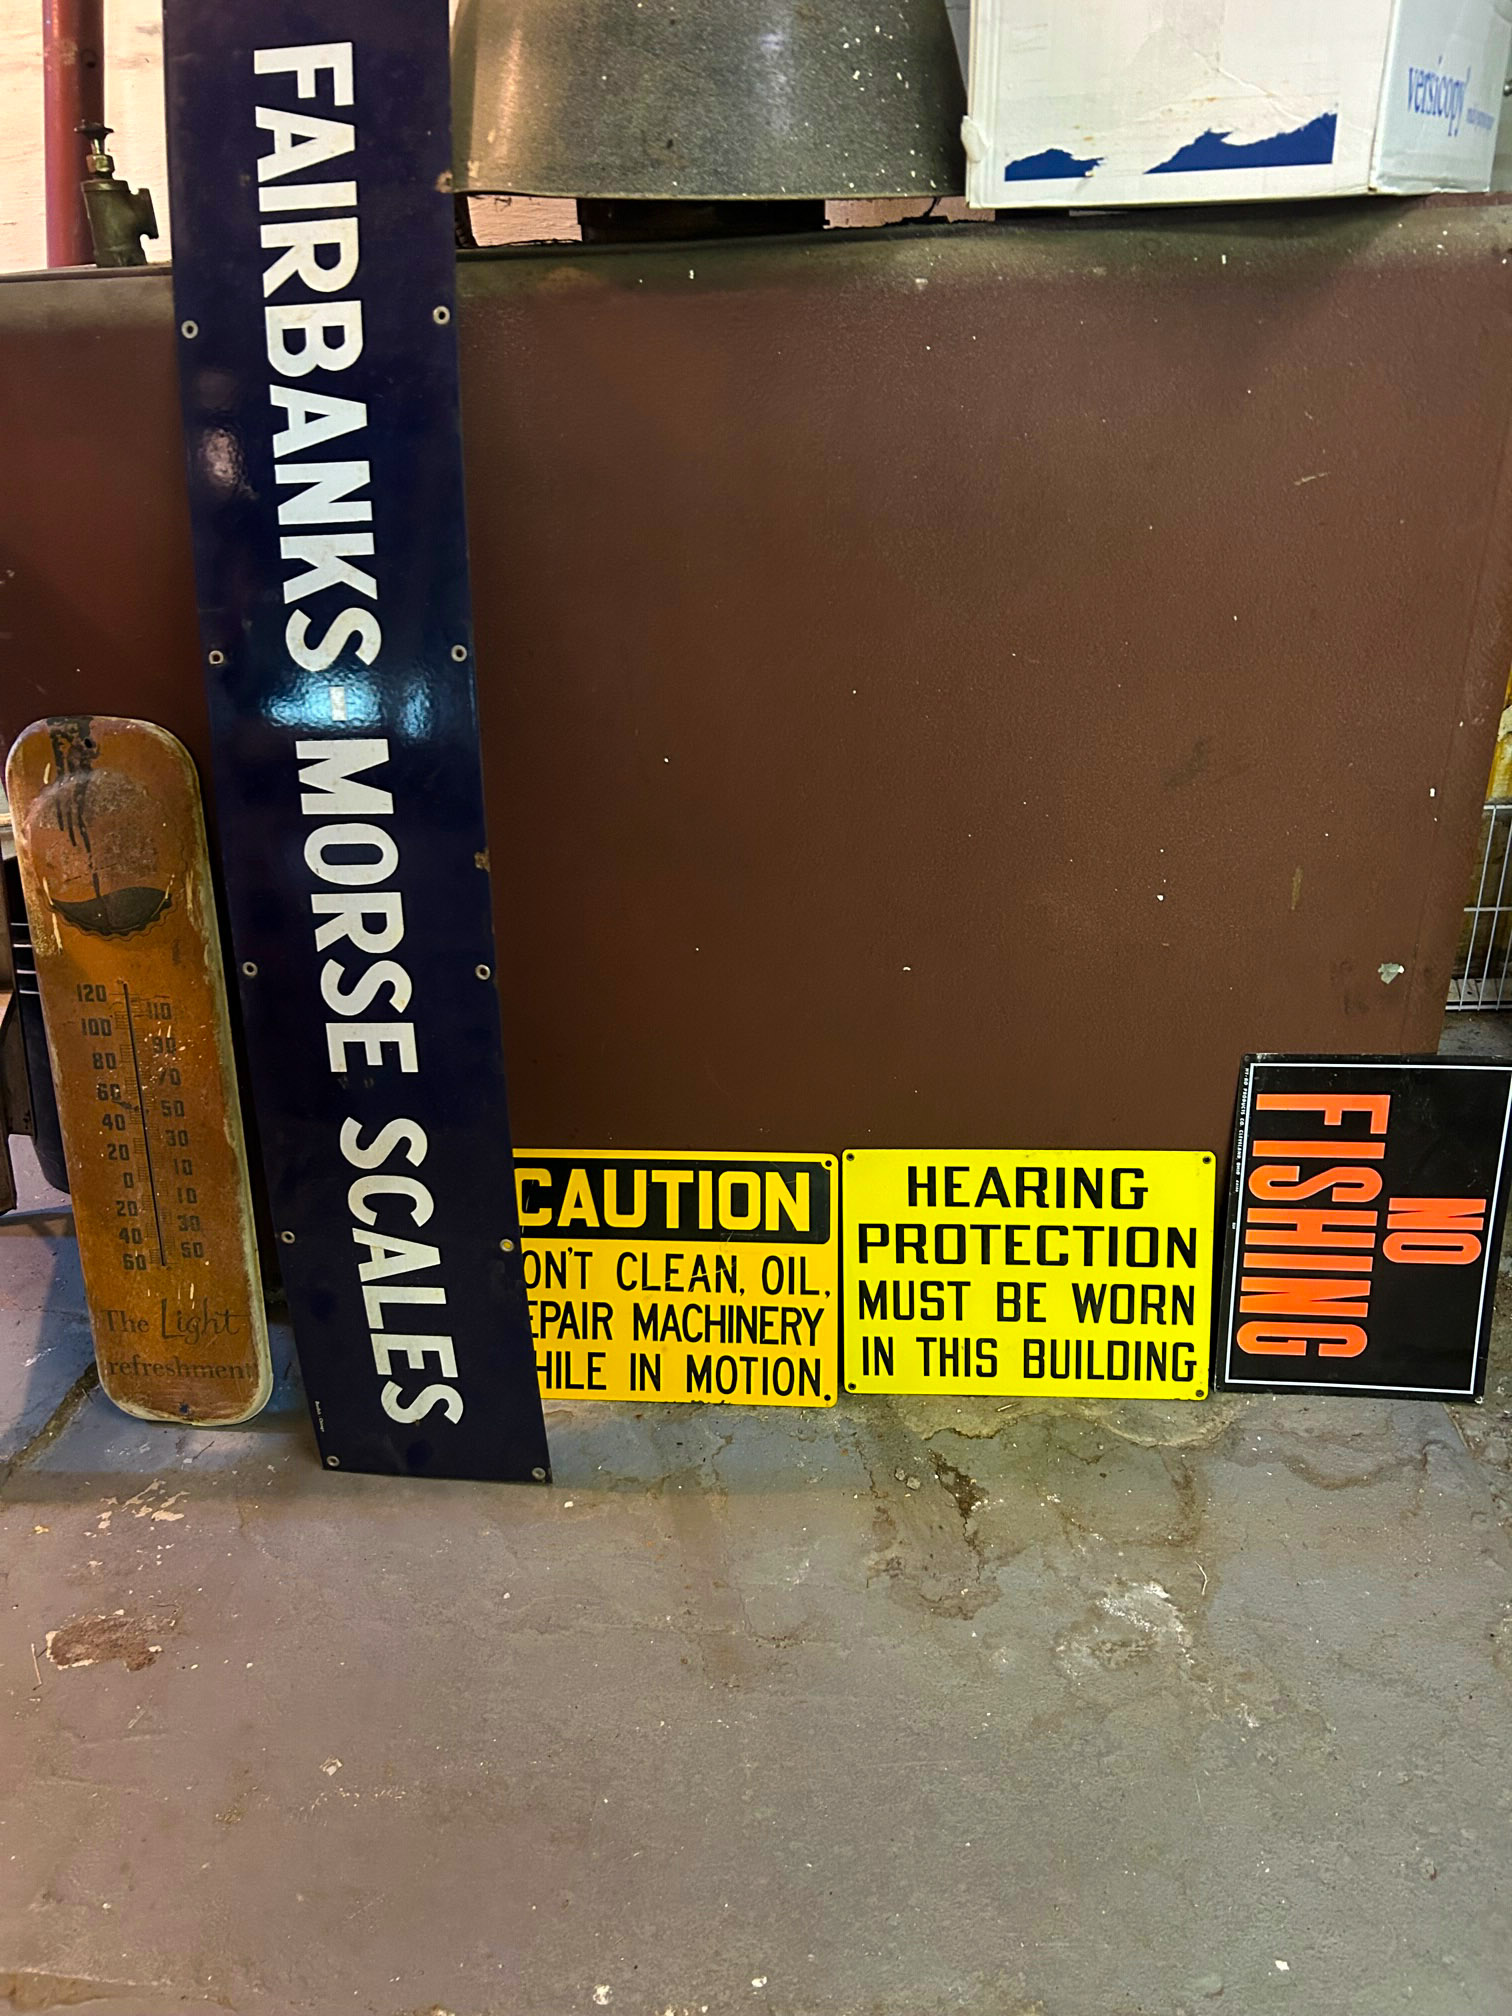 FAIRBANKS-MORSE SCALES
versicopy
120
110
100
90
80
70
60
50
40
30
20
10
0
10
20
30
40
50
60
The Light
refreshment
CAUTION
ON'T CLEAN, OIL,
EPAIR MACHINERY
HILE IN MOTION.
HEARING
PROTECTION
MUST BE WORN
IN THIS BUILDING
NO
FISHING